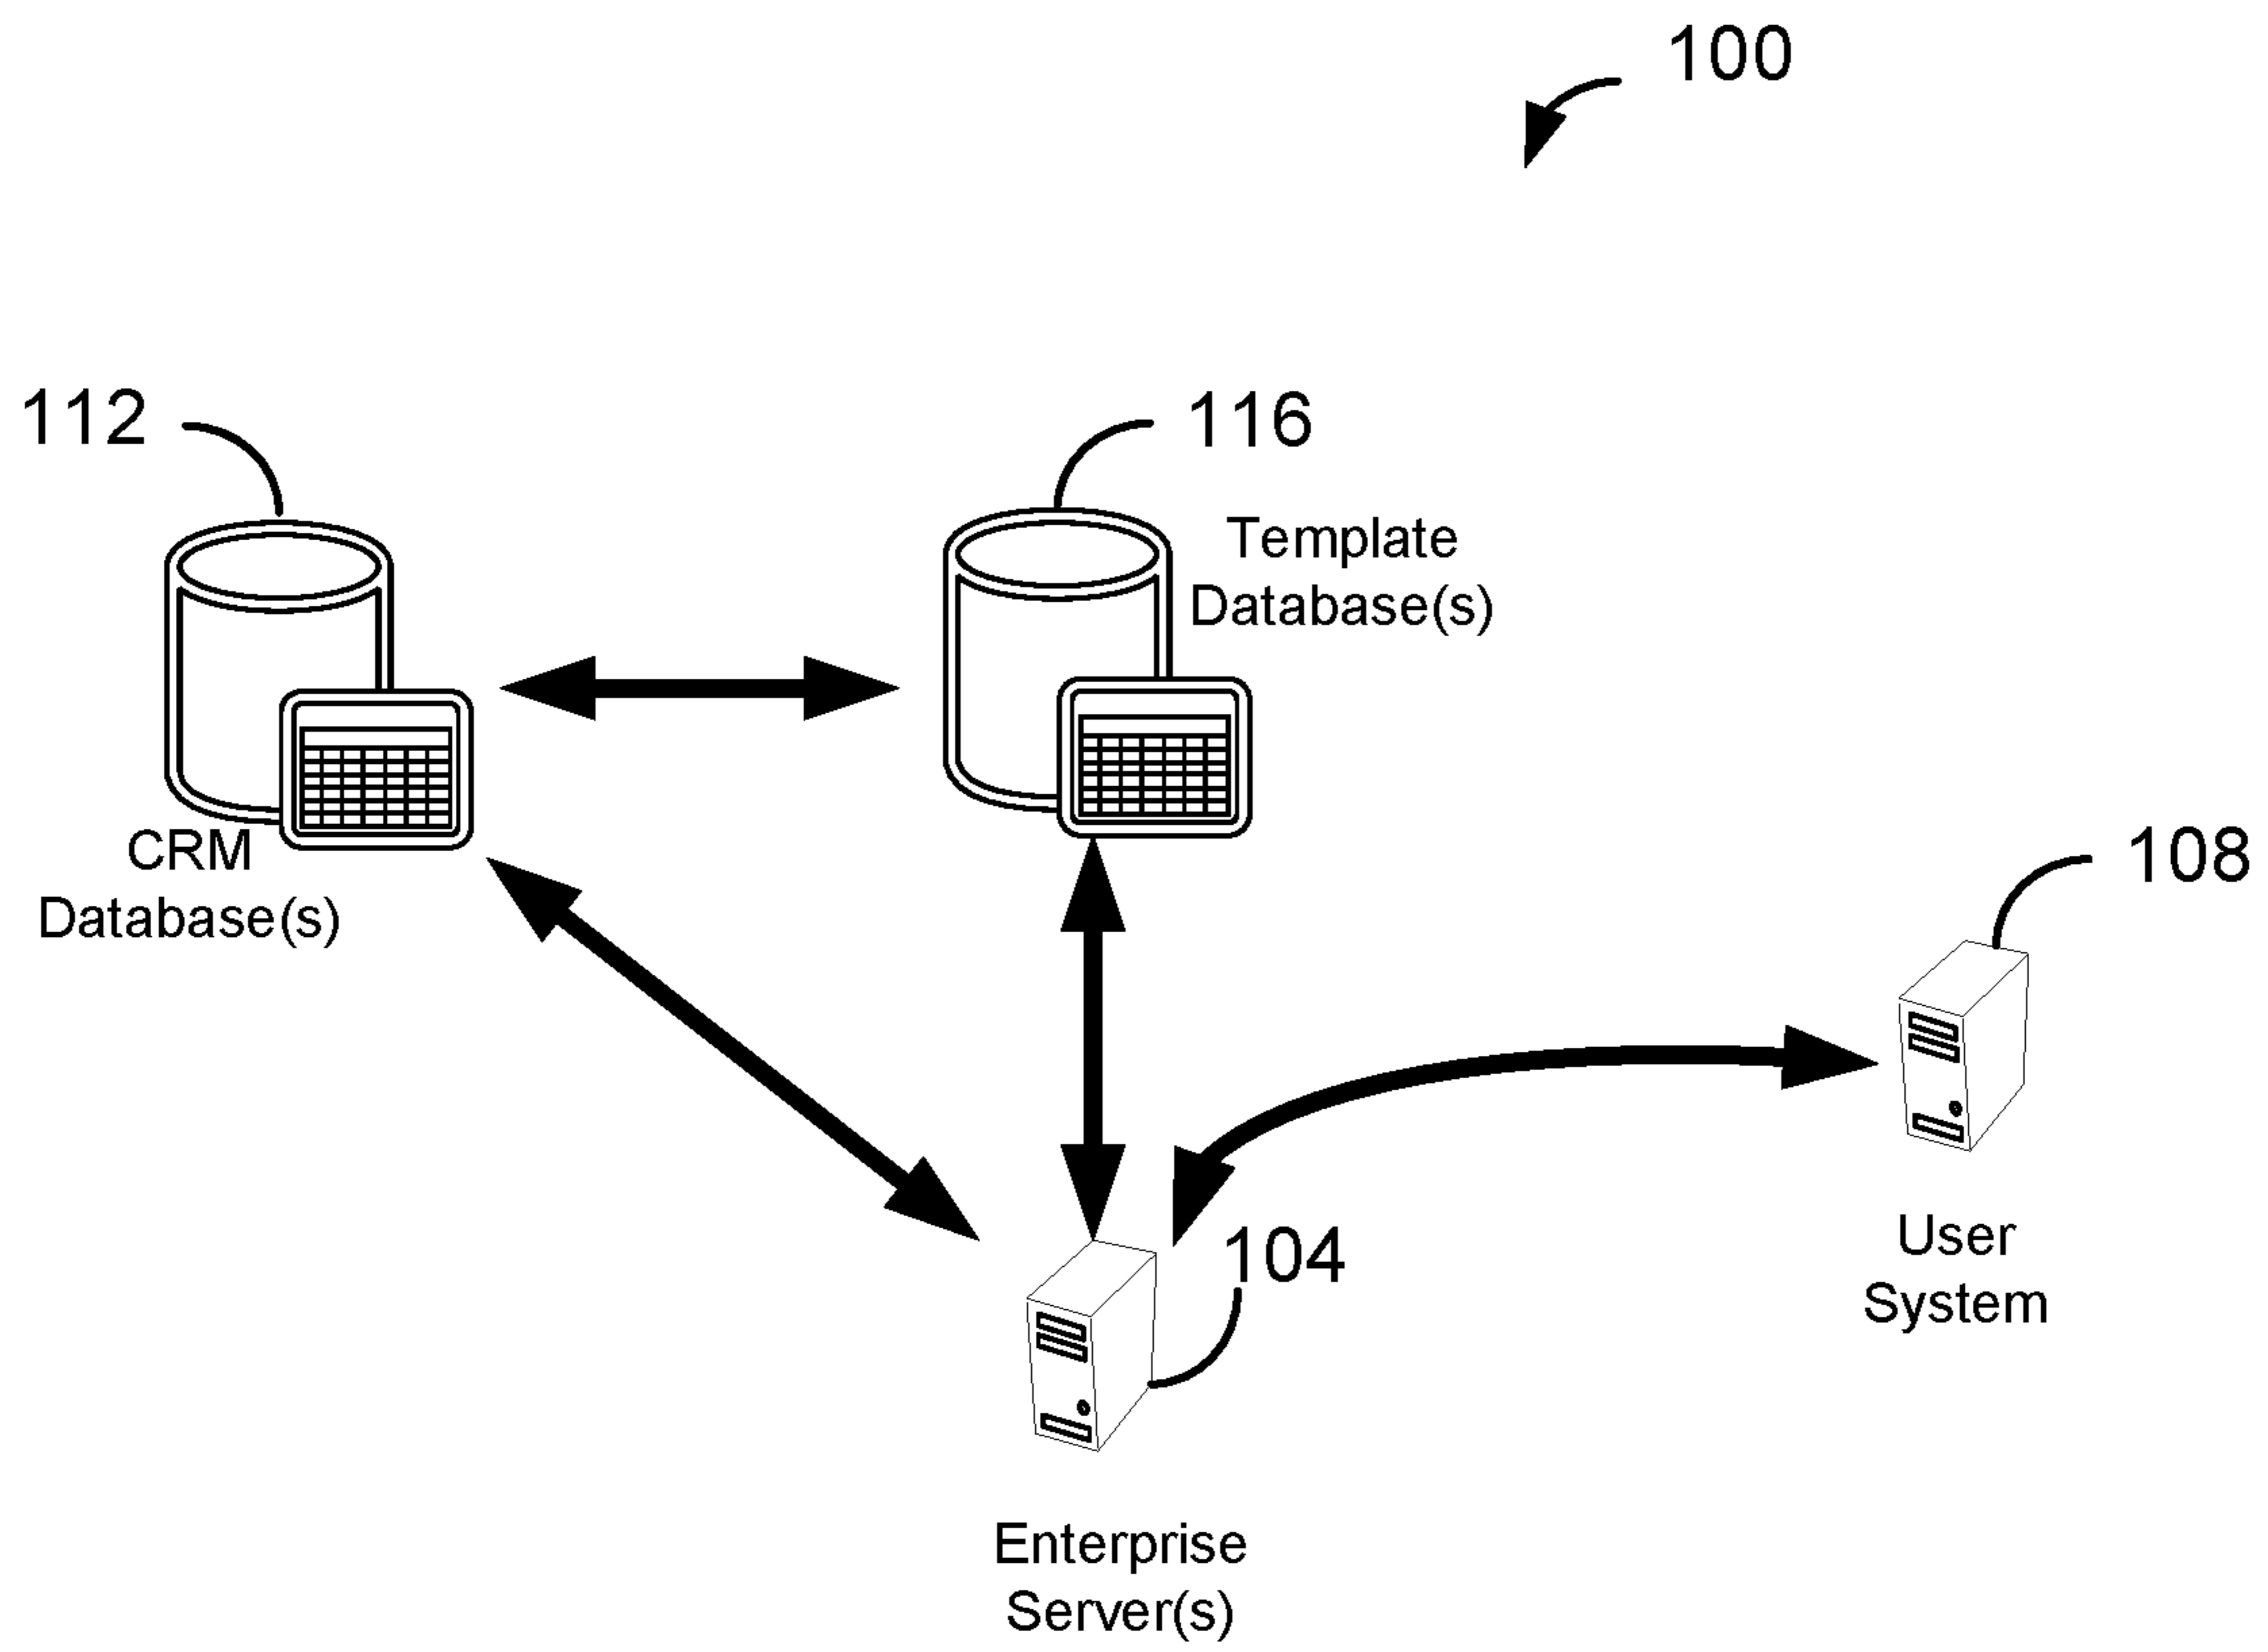 100
112
116
Template
Database(s)
CRM
Database(s)
108
104
User
System
Enterprise
Server(s)